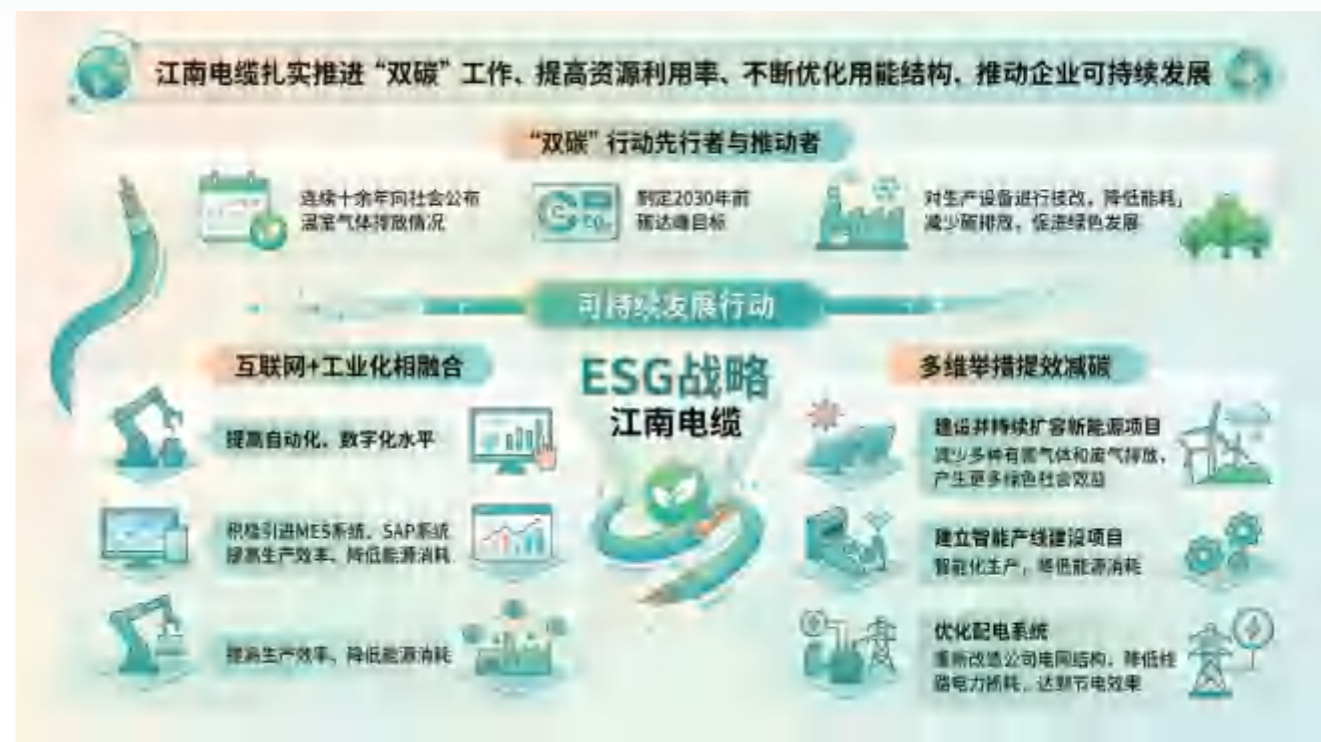 江南电缆扎实推进“双碳”工作、提高资源利用率、不断优化用能结构、推动企业可持续发展
“双碳”行动先行者与推动者
连续十余年向社会公布
温室气体排放情况
CO₂
制定2030年前
碳达峰目标
对生产设备进行技改，降低能耗，
减少碳排放，促进绿色发展
可持续发展行动
互联网+工业化相融合
提高自动化、数字化水平
积极引进MES系统、SAP系统
提高生产效率、降低能源消耗
提高生产效率、降低能源消耗
ESG战略
江南电缆
多维举措提效减碳
建设并持续扩容新能源项目
减少多种有害气体和废气排放，
产生更多绿色社会效益
建立智能产线建设项目
智能化生产，降低能源消耗
优化配电系统
重新改造公司电网结构，降低线
路电力损耗，达到节电效果